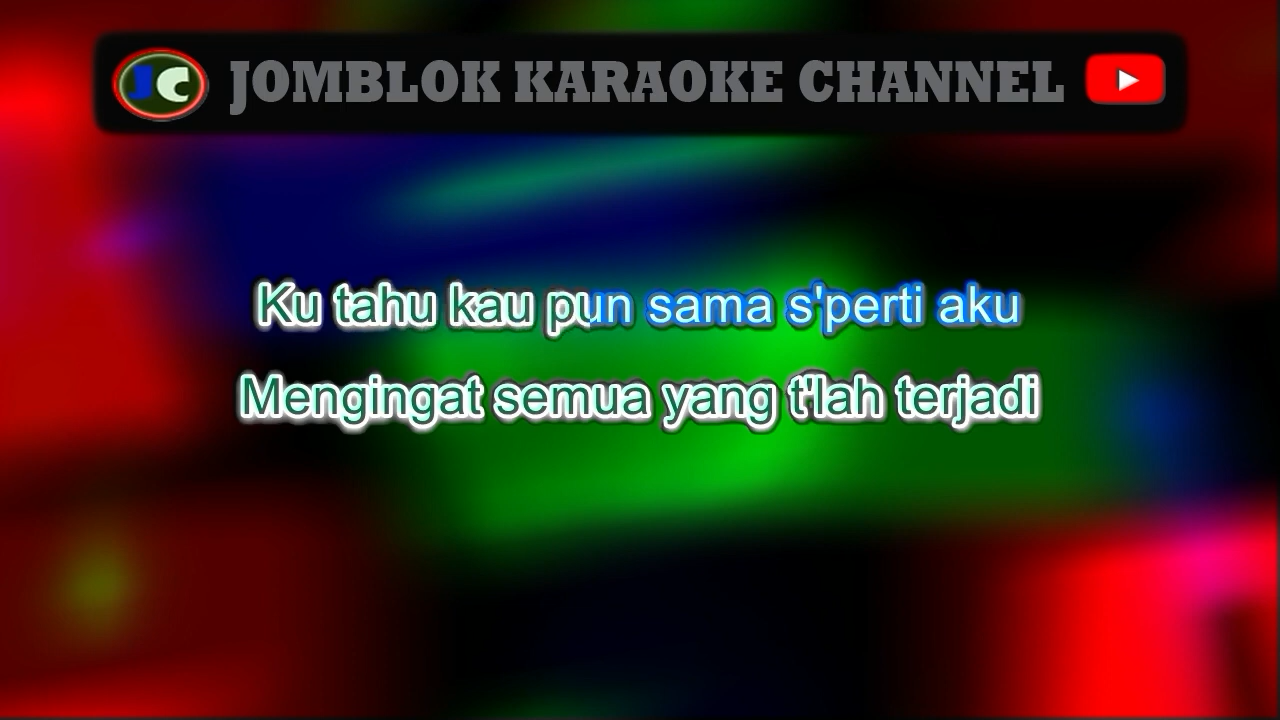 JC JOMBLOK KARAOKE CHANNEL
Ku tahu kau pun sama s'perti aku
Mengingat semua yang t'lah terjadi